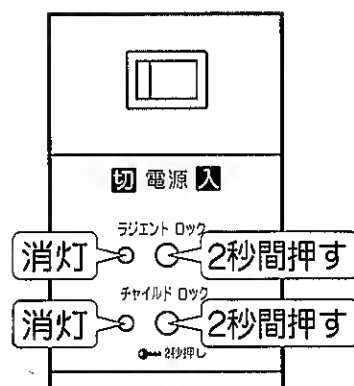 切 電源 入
ラジエント ロック
消灯 2秒間押す
チャイルド ロック
消灯 2秒間押す
2秒押し